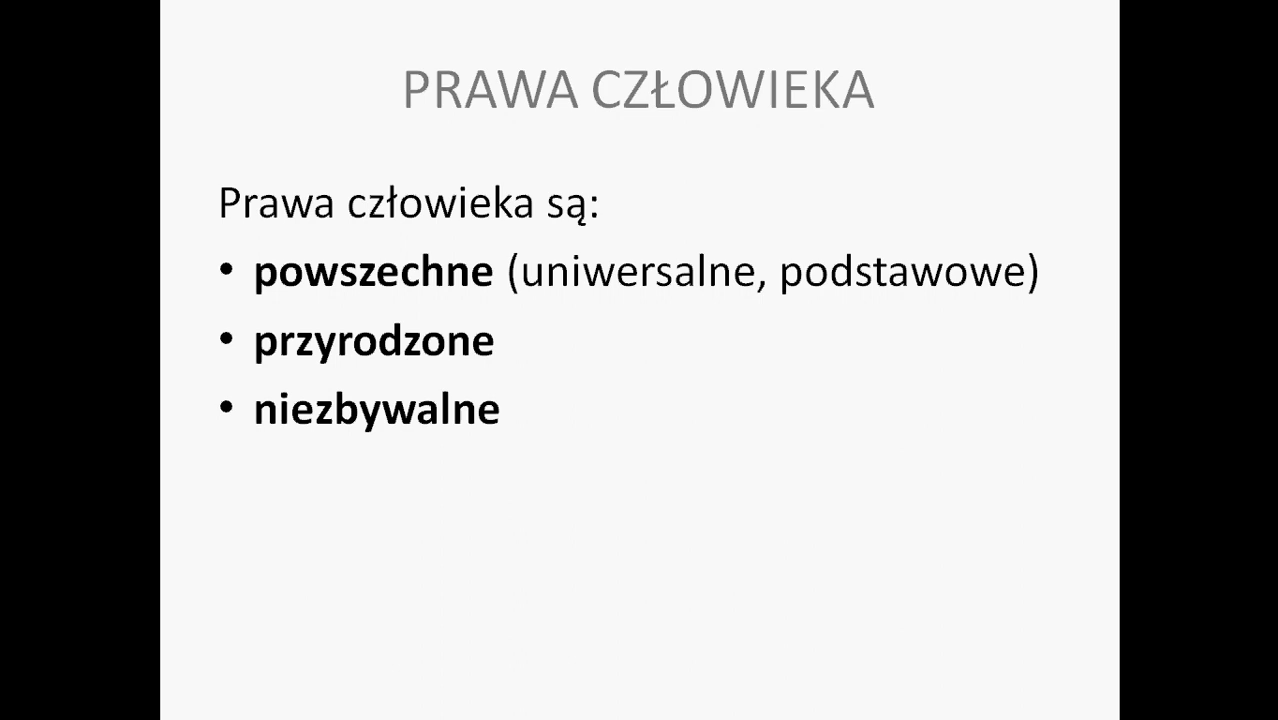 PRAWA CZŁOWIEKA
Prawa człowieka są:
• powszechne (uniwersalne, podstawowe)
• przyrodzone
• niezbywalne